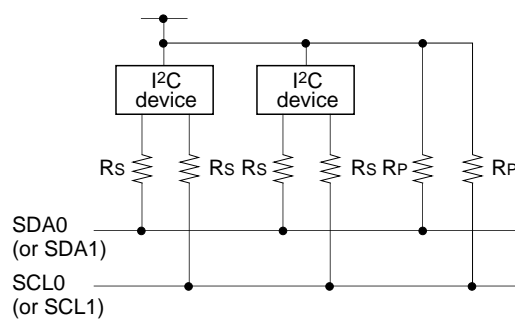 I²C
device
I²C
device
RS
RS
RS
RS
RP
RP
SDA0
(or SDA1)
SCL0
(or SCL1)